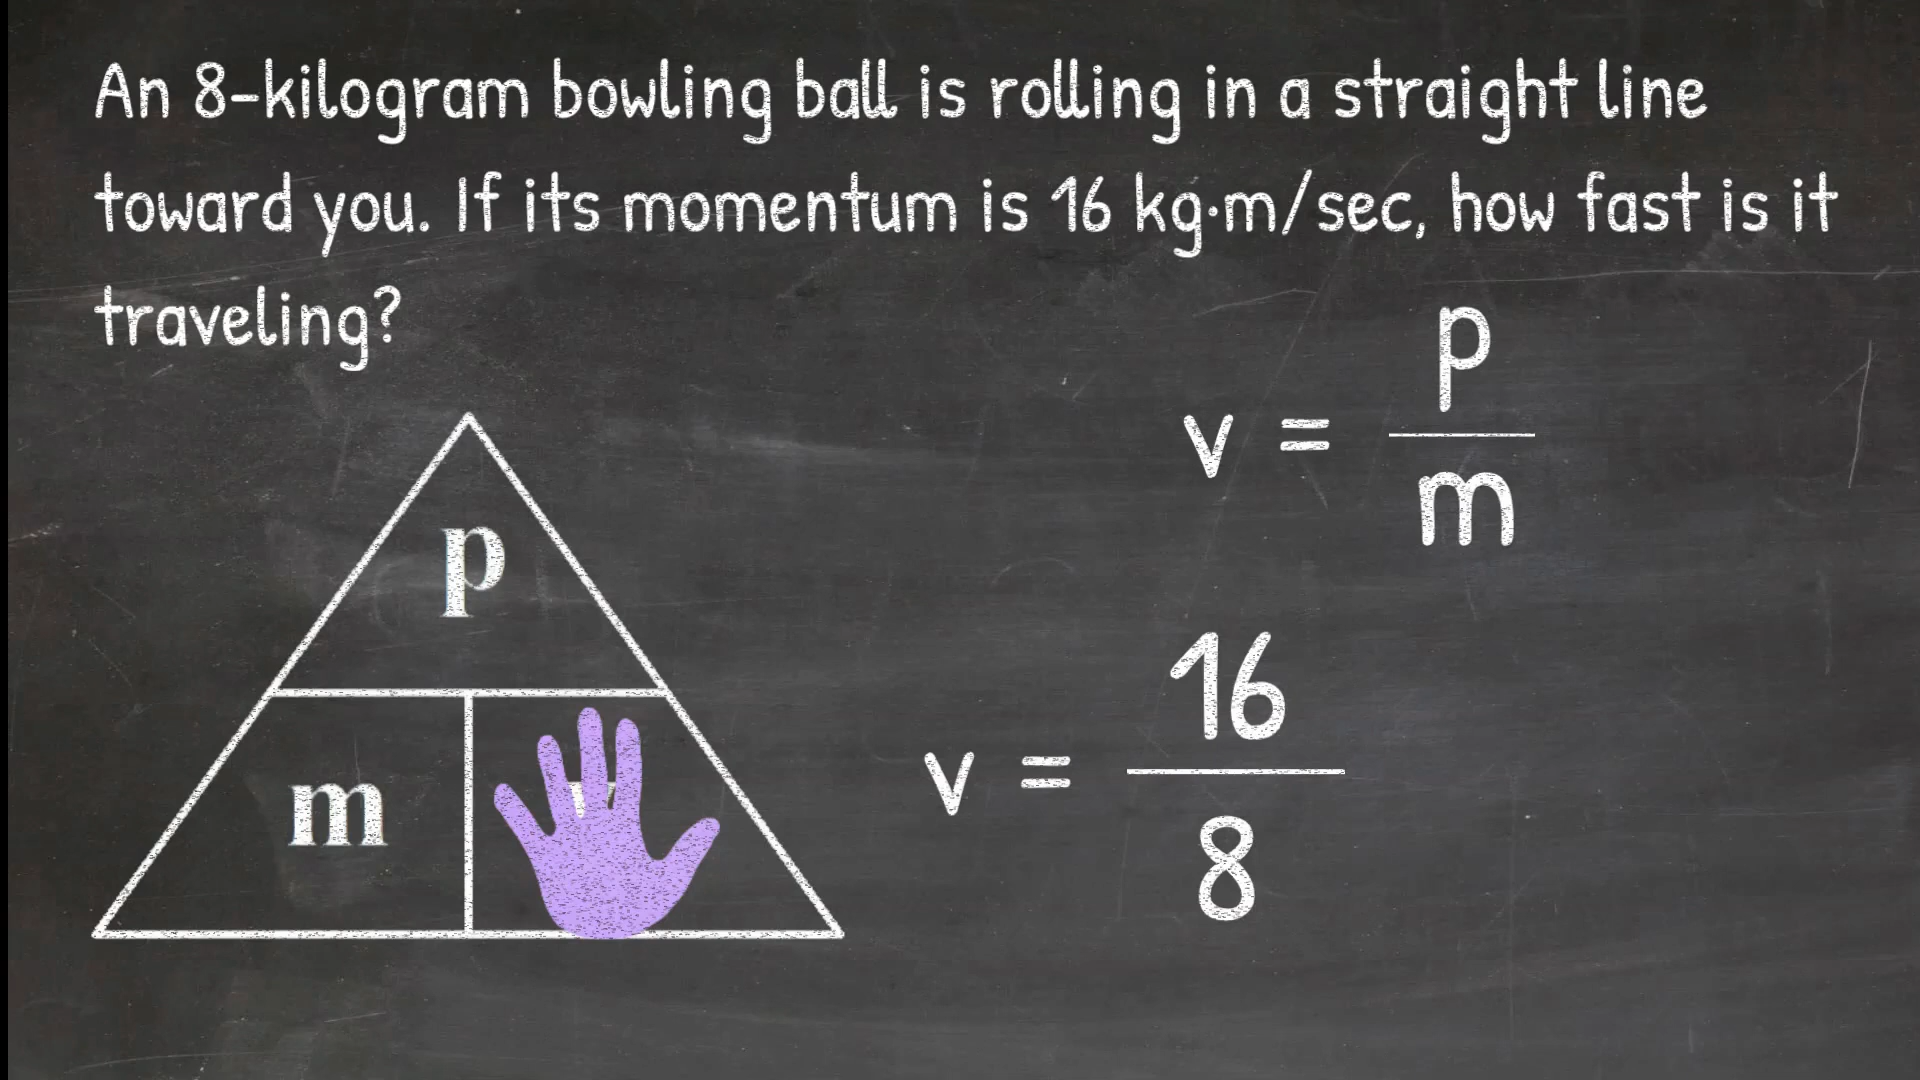 An 8-kilogram bowling ball is rolling in a straight line
toward you. If its momentum is 16 kg·m/sec, how fast is it
traveling?
p
v =
m
p
16
v =
8
m